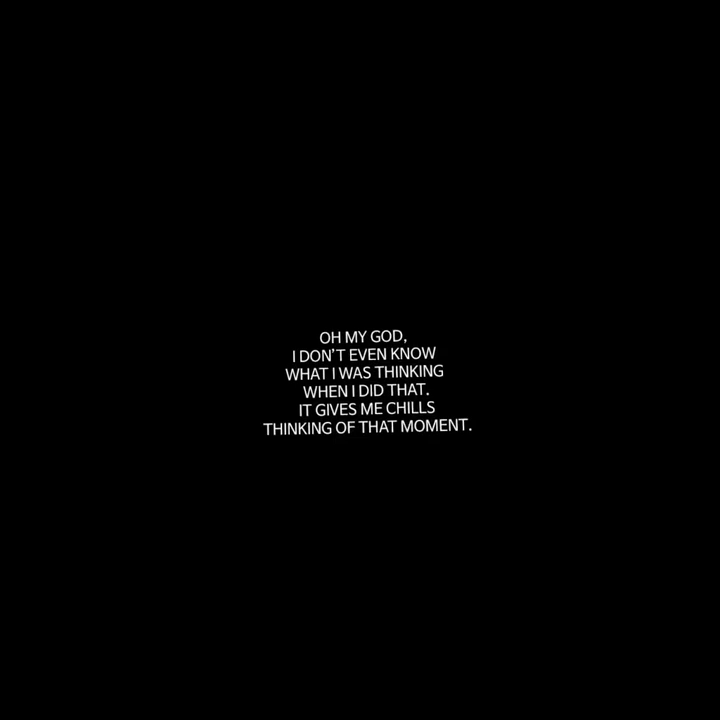 OH MY GOD,
I DON'T EVEN KNOW
WHAT I WAS THINKING
WHEN I DID THAT.
IT GIVES ME CHILLS
THINKING OF THAT MOMENT.